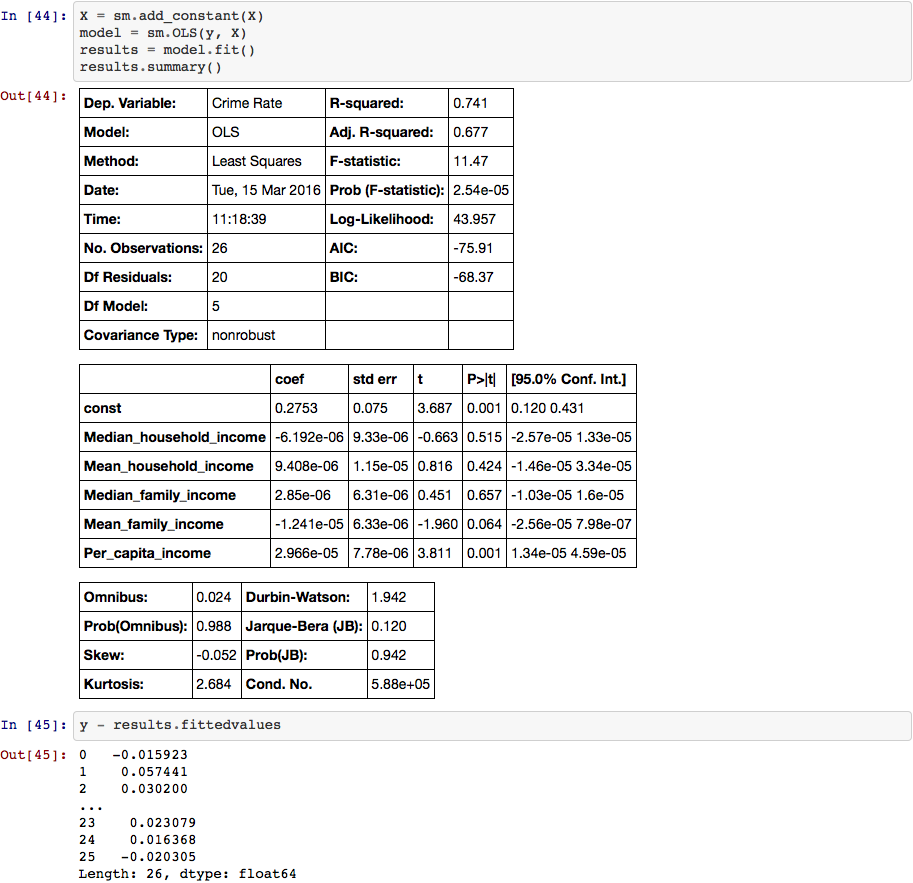 In [44]: X = sm.add_constant(X)
model = sm.OLS(y, X)
results = model.fit()
results.summary()
Out[44]:
Dep. Variable: Crime Rate R-squared: 0.741
Model: OLS Adj. R-squared: 0.677
Method: Least Squares F-statistic: 11.47
Date: Tue, 15 Mar 2016 Prob (F-statistic): 2.54e-05
Time: 11:18:39 Log-Likelihood: 43.957
No. Observations: 26 AIC: -75.91
Df Residuals: 20 BIC: -68.37
Df Model: 5
Covariance Type: nonrobust
coef std err t P>|t| [95.0% Conf. Int.]
const 0.2753 0.075 3.687 0.001 0.120 0.431
Median_household_income -6.192e-06 9.33e-06 -0.663 0.515 -2.57e-05 1.33e-05
Mean_household_income 9.408e-06 1.15e-05 0.816 0.424 -1.46e-05 3.34e-05
Median_family_income 2.85e-06 6.31e-06 0.451 0.657 -1.03e-05 1.6e-05
Mean_family_income -1.241e-05 6.33e-06 -1.960 0.064 -2.56e-05 7.98e-07
Per_capita_income 2.966e-05 7.78e-06 3.811 0.001 1.34e-05 4.59e-05
Omnibus: 0.024 Durbin-Watson: 1.942
Prob(Omnibus): 0.988 Jarque-Bera (JB): 0.120
Skew: -0.052 Prob(JB): 0.942
Kurtosis: 2.684 Cond. No. 5.88e+05
In [45]: y - results.fittedvalues
Out[45]: 0 -0.015923
1 0.057441
2 0.030200
...
23 0.023079
24 0.016368
25 -0.020305
Length: 26, dtype: float64